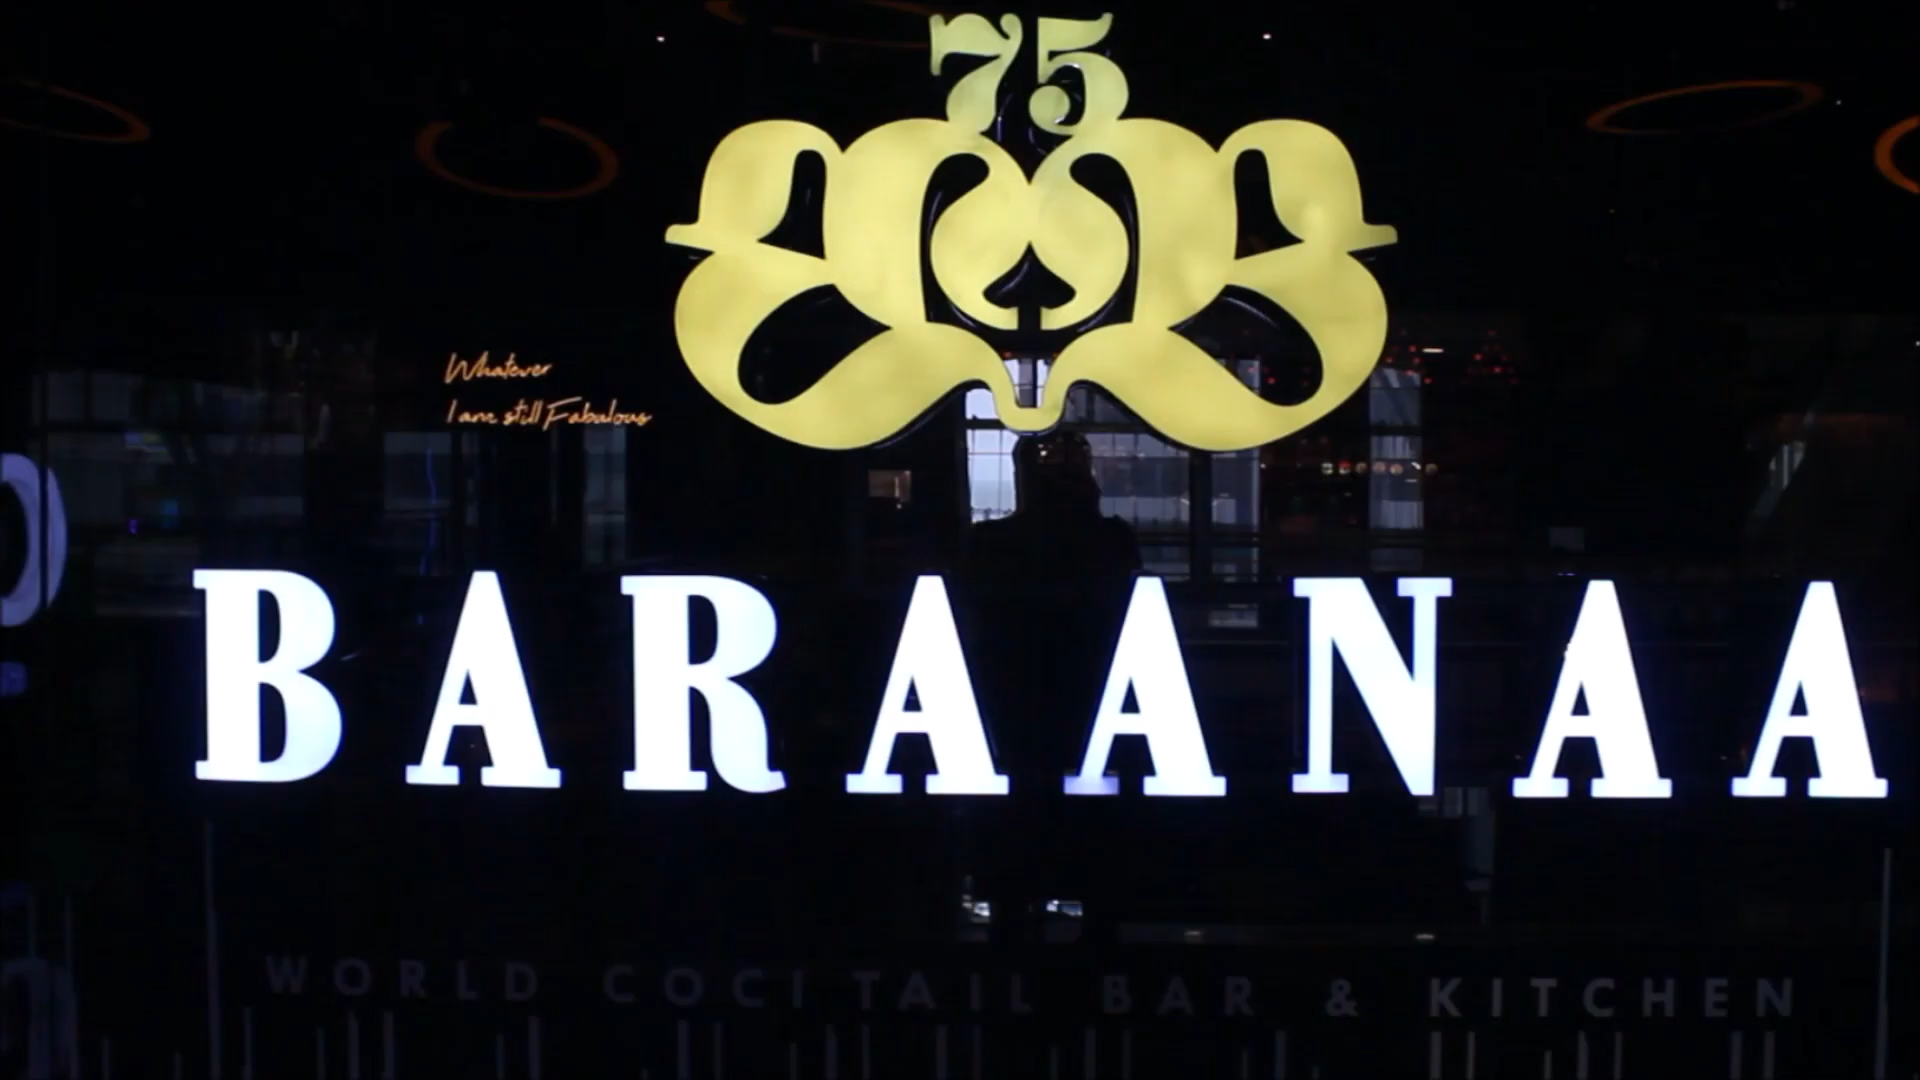 75
Whatever
I am still Fabulous
BARAANAA
WORLD COCKTAIL BAR & KITCHEN